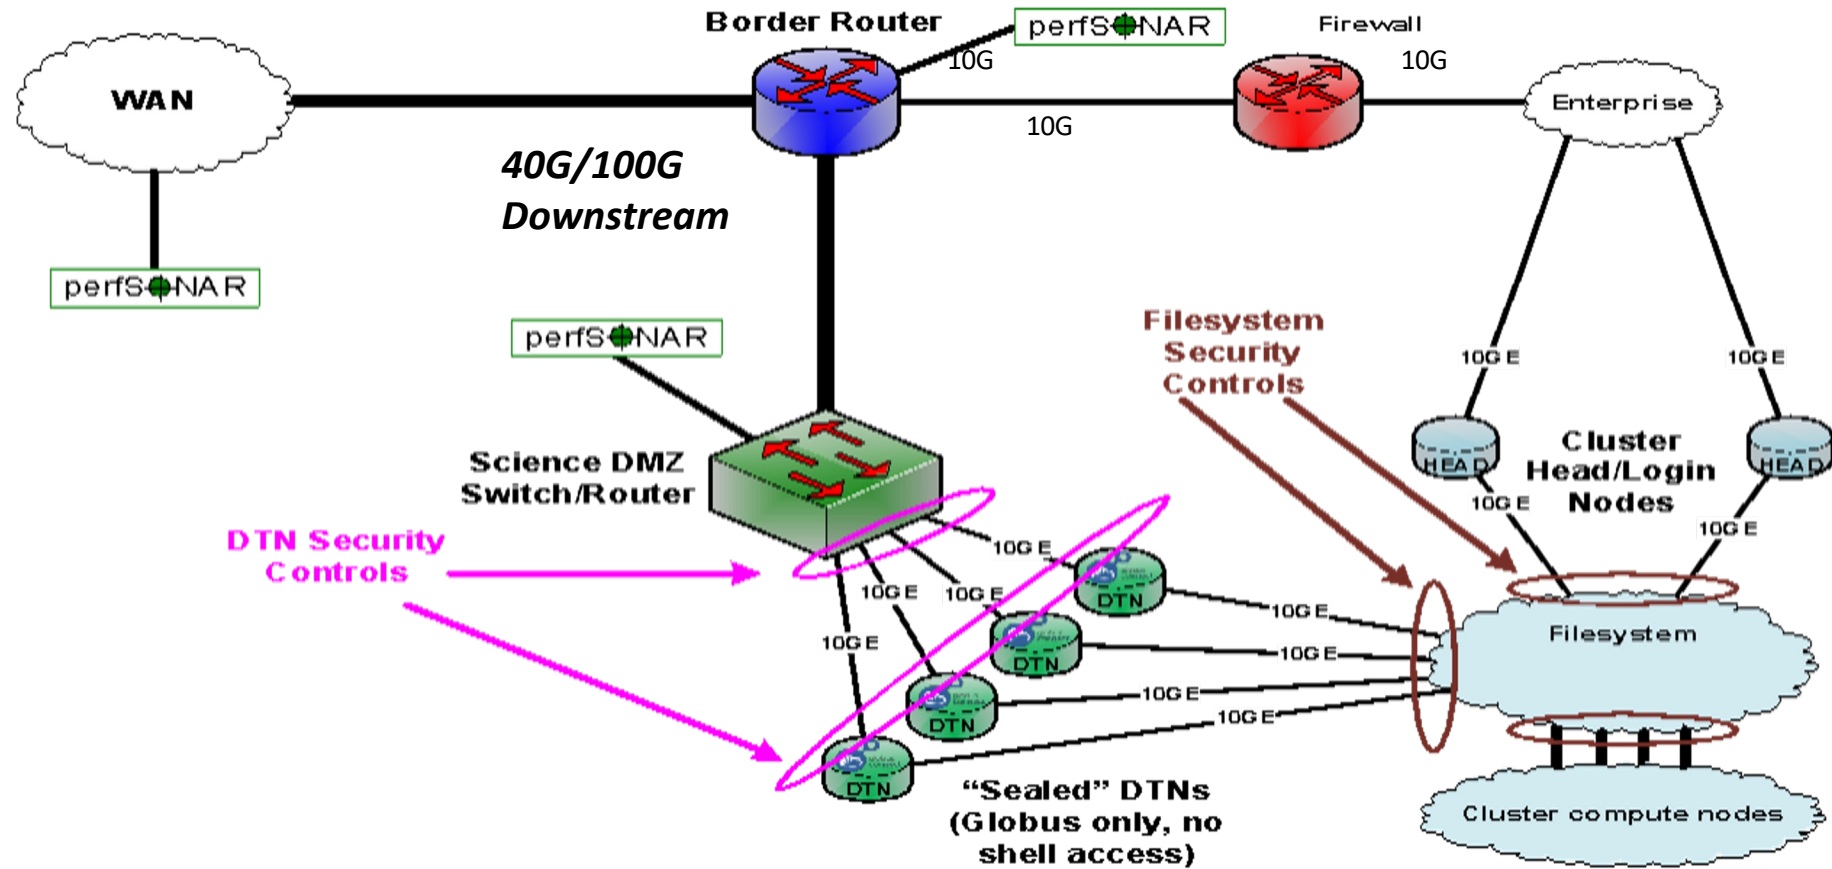 Border Router
perfSONAR
Firewall
10G
10G
WAN
Enterprise
10G
40G/100G
Downstream
perfSONAR
perfSONAR
Filesystem
Security
Controls
10GE
10GE
Cluster
Head/Login
Nodes
HEAD
HEAD
Science DMZ
Switch/Router
10GE
10GE
DTN Security
Controls
10GE
10GE
10GE
10GE
DTN
DTN
DTN
DTN
10GE
10GE
10GE
10GE
Filesystem
“Sealed” DTNs
(Globus only, no
shell access)
Cluster compute nodes